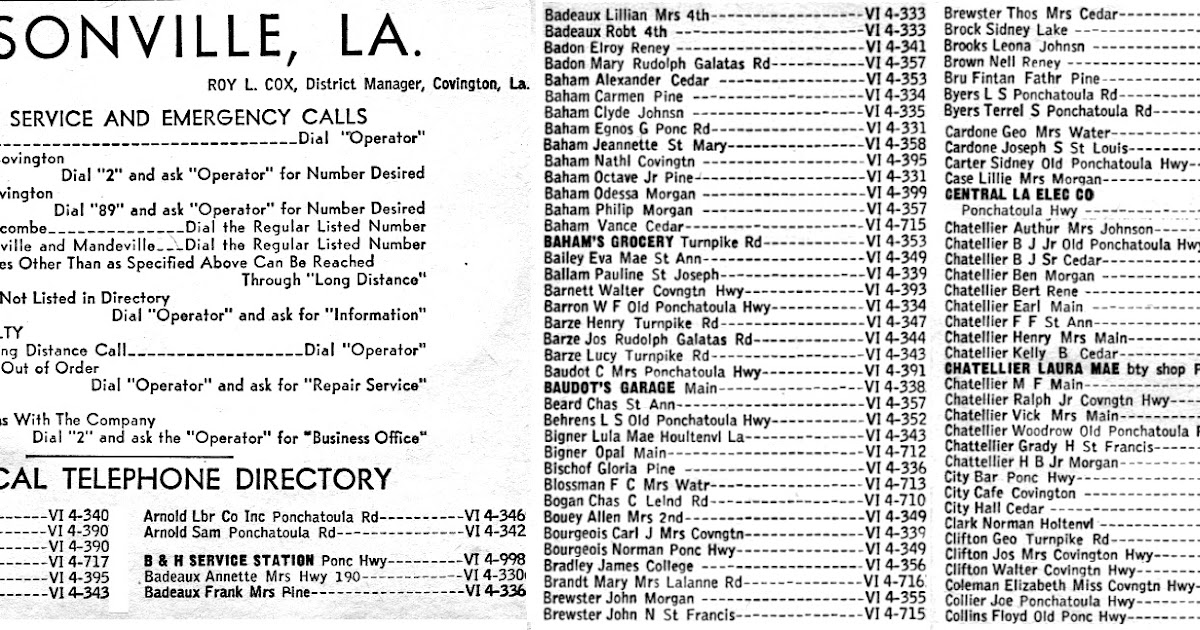 SONVILLE, LA.
ROY L. COX, District Manager, Covington, La.
SERVICE AND EMERGENCY CALLS
Dial "Operator"
ovington
Dial "2" and ask "Operator" for Number Desired
vington
Dial "89" and ask "Operator" for Number Desired
combe Dial the Regular Listed Number
ville and Mandeville Dial the Regular Listed Number
es Other Than as Specified Above Can Be Reached
Through "Long Distance"
Not Listed in Directory
Dial "Operator" and ask for "Information"
LTY
ng Distance Call Dial "Operator"
Out of Order
Dial "Operator" and ask for "Repair Service"
s With The Company
Dial "2" and ask the "Operator" for "Business Office"
CAL TELEPHONE DIRECTORY
VI 4-340
VI 4-390
VI 4-390
VI 4-717
VI 4-395
VI 4-343
Arnold Lbr Co Inc Ponchatoula Rd VI 4-346
Arnold Sam Ponchatoula Rd VI 4-342
B & H SERVICE STATION Ponc Hwy VI 4-998
Badeaux Annette Mrs Hwy 190 VI 4-330
Badeaux Frank Mrs Pine VI 4-336
Badeaux Lillian Mrs 4th VI 4-333
Badeaux Robt 4th VI 4-333
Badon Elroy Reney VI 4-341
Badon Mary Rudolph Galatas Rd VI 4-357
Baham Alexander Cedar VI 4-353
Baham Carmen Pine VI 4-334
Baham Clyde Johnsn VI 4-335
Baham Egnos G Ponc Rd VI 4-331
Baham Jeannette St Mary VI 4-358
Baham Nathl Covingtn VI 4-395
Baham Octave Jr Pine VI 4-331
Baham Odessa Morgan VI 4-399
Baham Philip Morgan VI 4-357
Baham Vance Cedar VI 4-715
BAHAM'S GROCERY Turnpike Rd VI 4-353
Bailey Eva Mae St Ann VI 4-349
Ballam Pauline St Joseph VI 4-339
Barnett Walter Covngtn Hwy VI 4-393
Barron W F Old Ponchatoula Hwy VI 4-334
Barze Henry Turnpike Rd VI 4-347
Barze Jos Rudolph Galatas Rd VI 4-344
Barze Lucy Turnpike Rd VI 4-343
Baudot C Mrs Ponchatoula Hwy VI 4-391
BAUDOT'S GARAGE Main VI 4-338
Beard Chas St Ann VI 4-357
Behrens L S Old Ponchatoula Hwy VI 4-352
Bigner Lula Mae Houltenvl La VI 4-343
Bigner Opal Main VI 4-712
Bischof Gloria Pine VI 4-336
Blossman F C Mrs Watr VI 4-713
Bogan Chas C Lelnd Rd VI 4-710
Bouey Allen Mrs 2nd VI 4-349
Bourgeois Carl J Mrs Covngtn VI 4-339
Bourgeois Norman Ponc Hwy VI 4-349
Bradley James College VI 4-356
Brandt Mary Mrs Lalanne Rd VI 4-716
Brewster John Morgan VI 4-355
Brewster John N St Francis VI 4-715
Brewster Thos Mrs Cedar
Brock Sidney Lake
Brooks Leona Johnsn
Brown Nell Reney
Bru Fintan Fathr Pine
Byers L S Ponchatoula Rd
Byers Terrel S Ponchatoula Rd
Cardone Geo Mrs Water
Cardone Joseph S St Louis
Carter Sidney Old Ponchatoula Hwy
Case Lillie Mrs Morgan
CENTRAL LA ELEC CO
Ponchatoula Hwy
Chatellier Authur Mrs Johnson
Chatellier B J Jr Old Ponchatoula Hwy
Chatellier B J Sr Cedar
Chatellier Ben Morgan
Chatellier Bert Rene
Chatellier Earl Main
Chatellier F F St Ann
Chatellier Henry Mrs Main
Chatellier Kelly B Cedar
CHATELLIER LAURA MAE bty shop P
Chatellier M F Main
Chatellier Ralph Jr Covngtn Hwy
Chatellier Vick Mrs Main
Chatellier Woodrow Old Ponchatoula
Chattellier Grady H St Francis
Chattellier H B Jr Morgan
City Bar Ponc Hwy
City Cafe Covington
City Hall Cedar
Clark Norman Holtenvl
Clifton Geo Turnpike Rd
Clifton Jos Mrs Covington Hwy
Clifton Walter Covingtn Hwy
Coleman Elizabeth Miss Covngtn Hwy
Collier Joe Ponchatoula Hwy
Collins Floyd Old Ponc Hwy